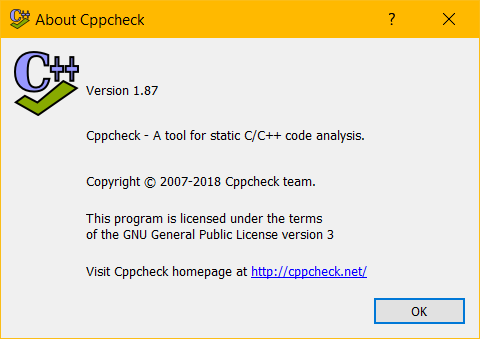 About Cppcheck
C++
Version 1.87
Cppcheck - A tool for static C/C++ code analysis.
Copyright © 2007-2018 Cppcheck team.
This program is licensed under the terms
of the GNU General Public License version 3
Visit Cppcheck homepage at http://cppcheck.net/
OK